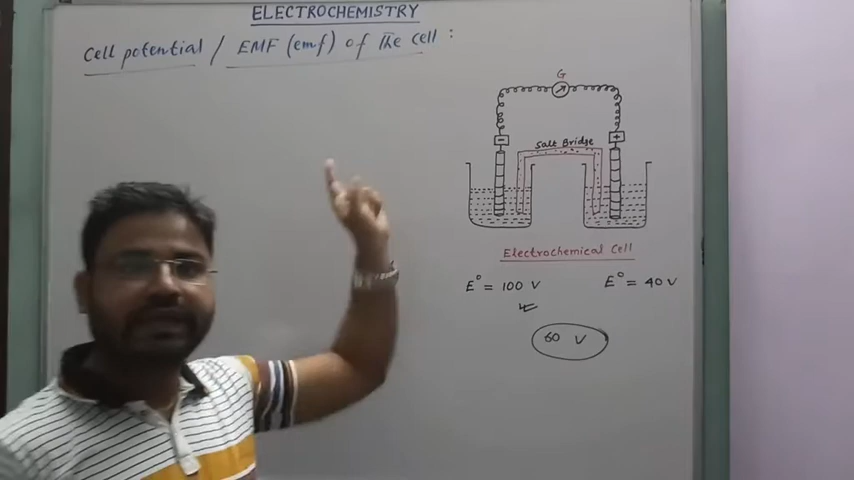 ELECTROCHEMISTRY
Cell potential / EMF (emf) of The cell :
G
- +
Salt Bridge
Electrochemical Cell
E° = 100 V E° = 40 V
60 V